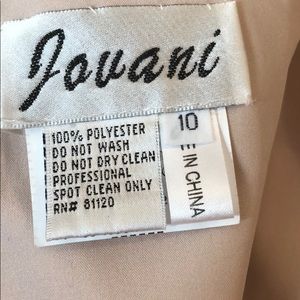 Jovani
100% POLYESTER
DO NOT WASH
DO NOT DRY CLEAN
PROFESSIONAL
SPOT CLEAN ONLY
RN# 81120
10
IN CHINA